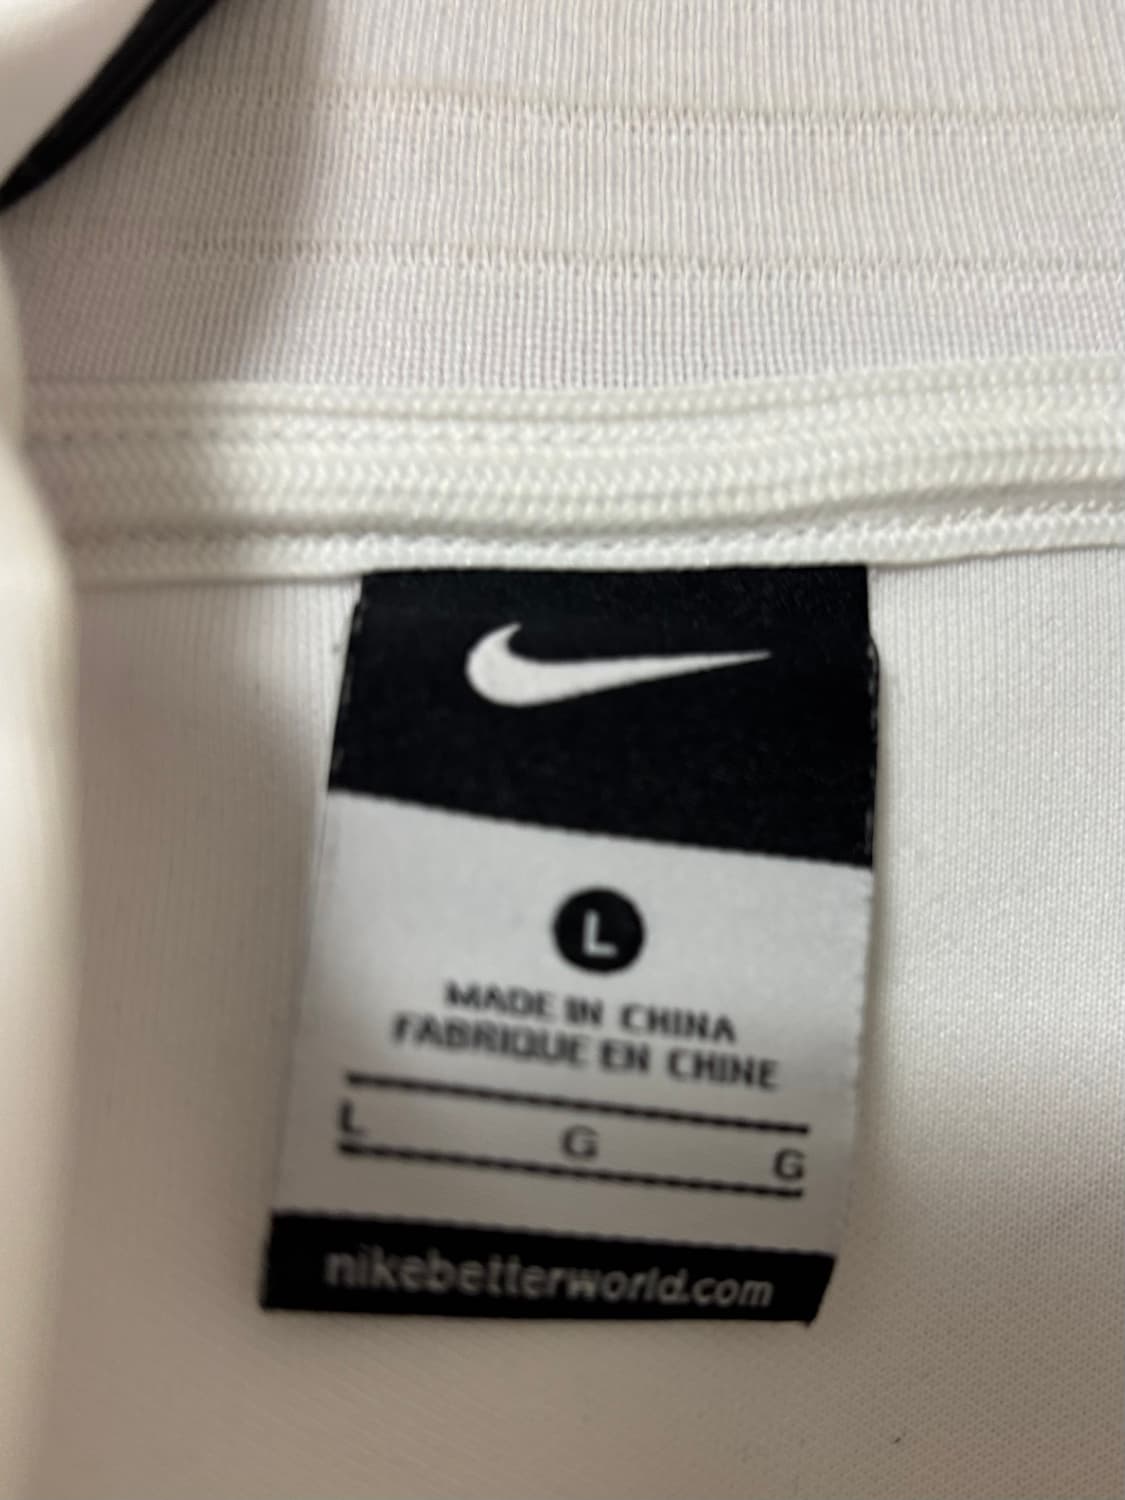 L
MADE IN CHINA
FABRIQUE EN CHINE
L G G
nikebetterworld.com